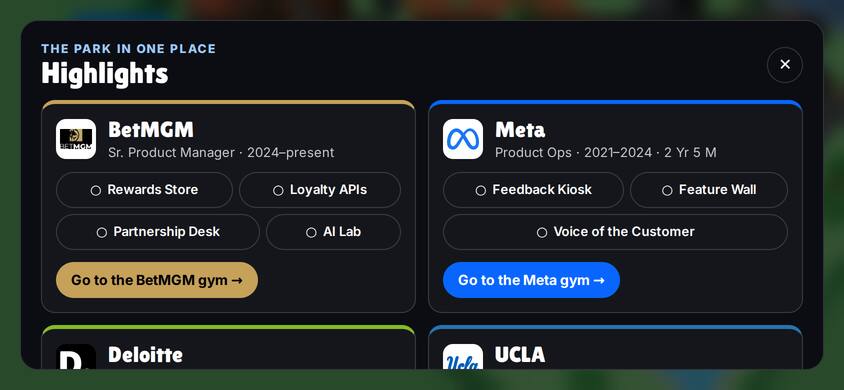 THE PARK IN ONE PLACE
Highlights
✕
BetMGM
BETMGM
Sr. Product Manager · 2024–present
○ Rewards Store
○ Loyalty APIs
○ Partnership Desk
○ AI Lab
Go to the BetMGM gym →
Meta
Product Ops · 2021–2024 · 2 Yr 5 M
○ Feedback Kiosk
○ Feature Wall
○ Voice of the Customer
Go to the Meta gym →
D.
Deloitte
Ucla
UCLA